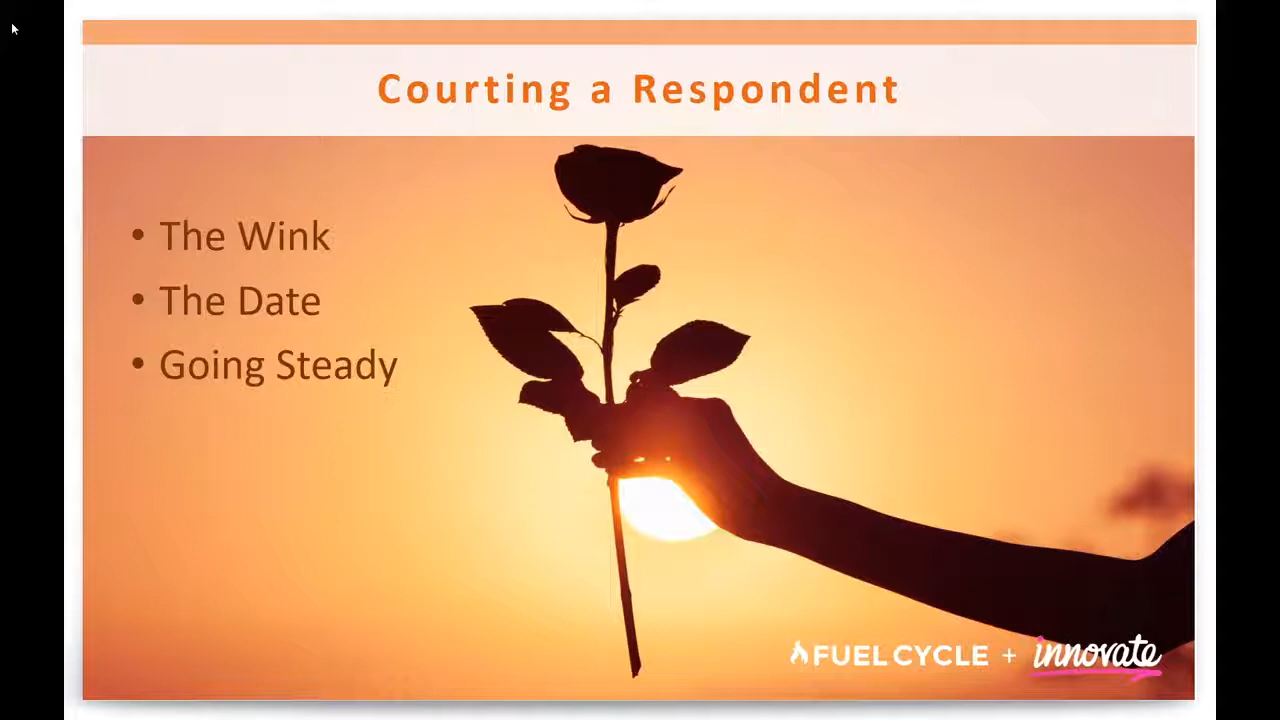 Courting a Respondent
• The Wink
• The Date
• Going Steady
FUEL CYCLE + innovate